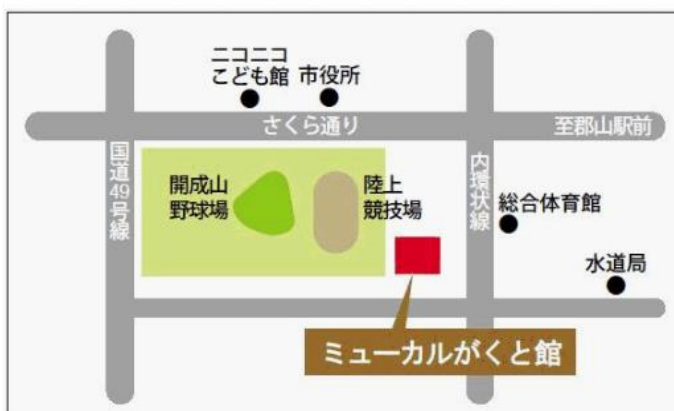 ニコニコ
こども館
市役所
さくら通り
至郡山駅前
国道49号線
開成山
野球場
陸上
競技場
内環状線
総合体育館
水道局
ミューカルがくと館